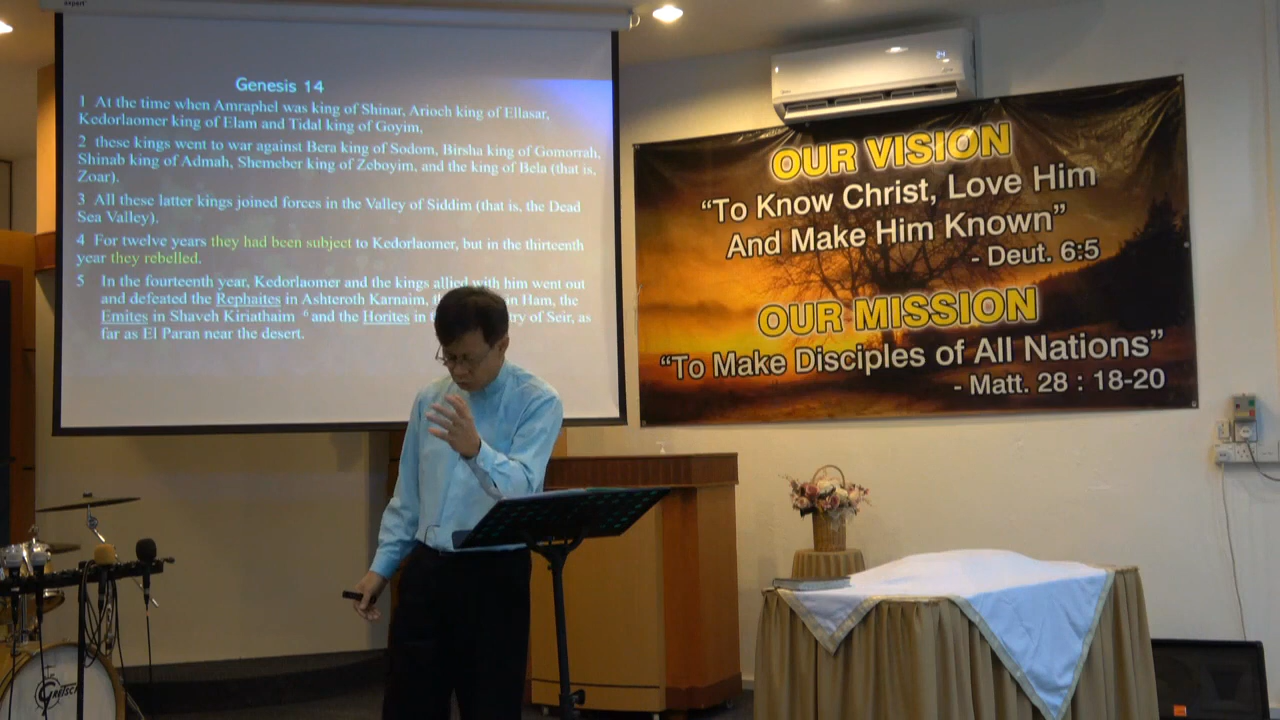 expert
Genesis 14
1 At the time when Amraphel was king of Shinar, Arioch king of Ellasar,
Kedorlaomer king of Elam and Tidal king of Goyim,
2 these kings went to war against Bera king of Sodom, Birsha king of Gomorrah,
Shinab king of Admah, Shemeber king of Zeboyim, and the king of Bela (that is,
Zoar).
3 All these latter kings joined forces in the Valley of Siddim (that is, the Dead
Sea Valley).
4 For twelve years they had been subject to Kedorlaomer, but in the thirteenth
year they rebelled.
5 In the fourteenth year, Kedorlaomer and the kings allied with him went out
and defeated the Rephaites in Ashteroth Karnaim, in Ham, the
Emites in Shaveh Kiriathaim 6 and the Horites in try of Seir, as
far as El Paran near the desert.
OUR VISION
“To Know Christ, Love Him
And Make Him Known”
- Deut. 6:5
OUR MISSION
“To Make Disciples of All Nations”
- Matt. 28 : 18-20
24
GRETSCH